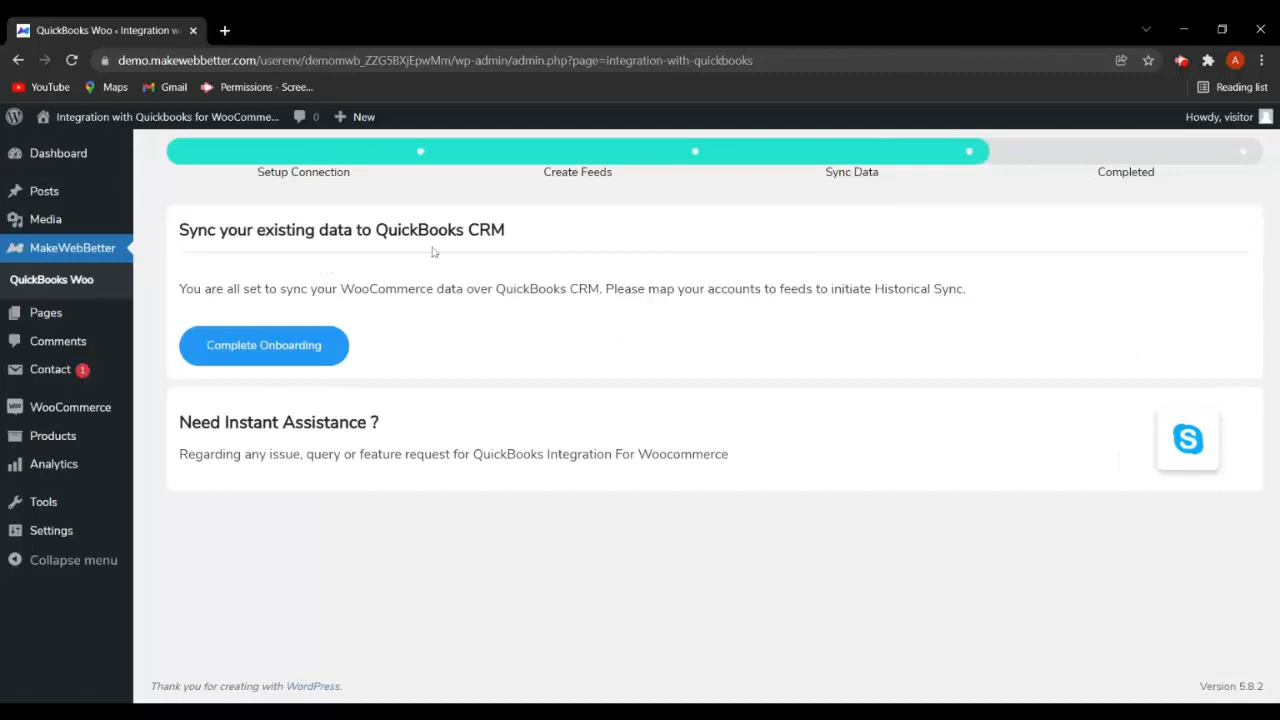 QuickBooks Woo ‹ Integration w
demo.makewebbetter.com/userenv/demomwb_ZZG5BXjEpwMm/wp-admin/admin.php?page=integration-with-quickbooks
A
YouTube
Maps
Gmail
Permissions - Scree...
Reading list
Integration with Quickbooks for WooComme...
0
New
Howdy, visitor
Dashboard
Posts
Media
MakeWebBetter
QuickBooks Woo
Pages
Comments
Contact 1
WooCommerce
Products
Analytics
Tools
Settings
Collapse menu
Setup Connection
Create Feeds
Sync Data
Completed
Sync your existing data to QuickBooks CRM
You are all set to sync your WooCommerce data over QuickBooks CRM. Please map your accounts to feeds to initiate Historical Sync.
Complete Onboarding
Need Instant Assistance ?
Regarding any issue, query or feature request for QuickBooks Integration For Woocommerce
S
Thank you for creating with WordPress.
Version 5.8.2